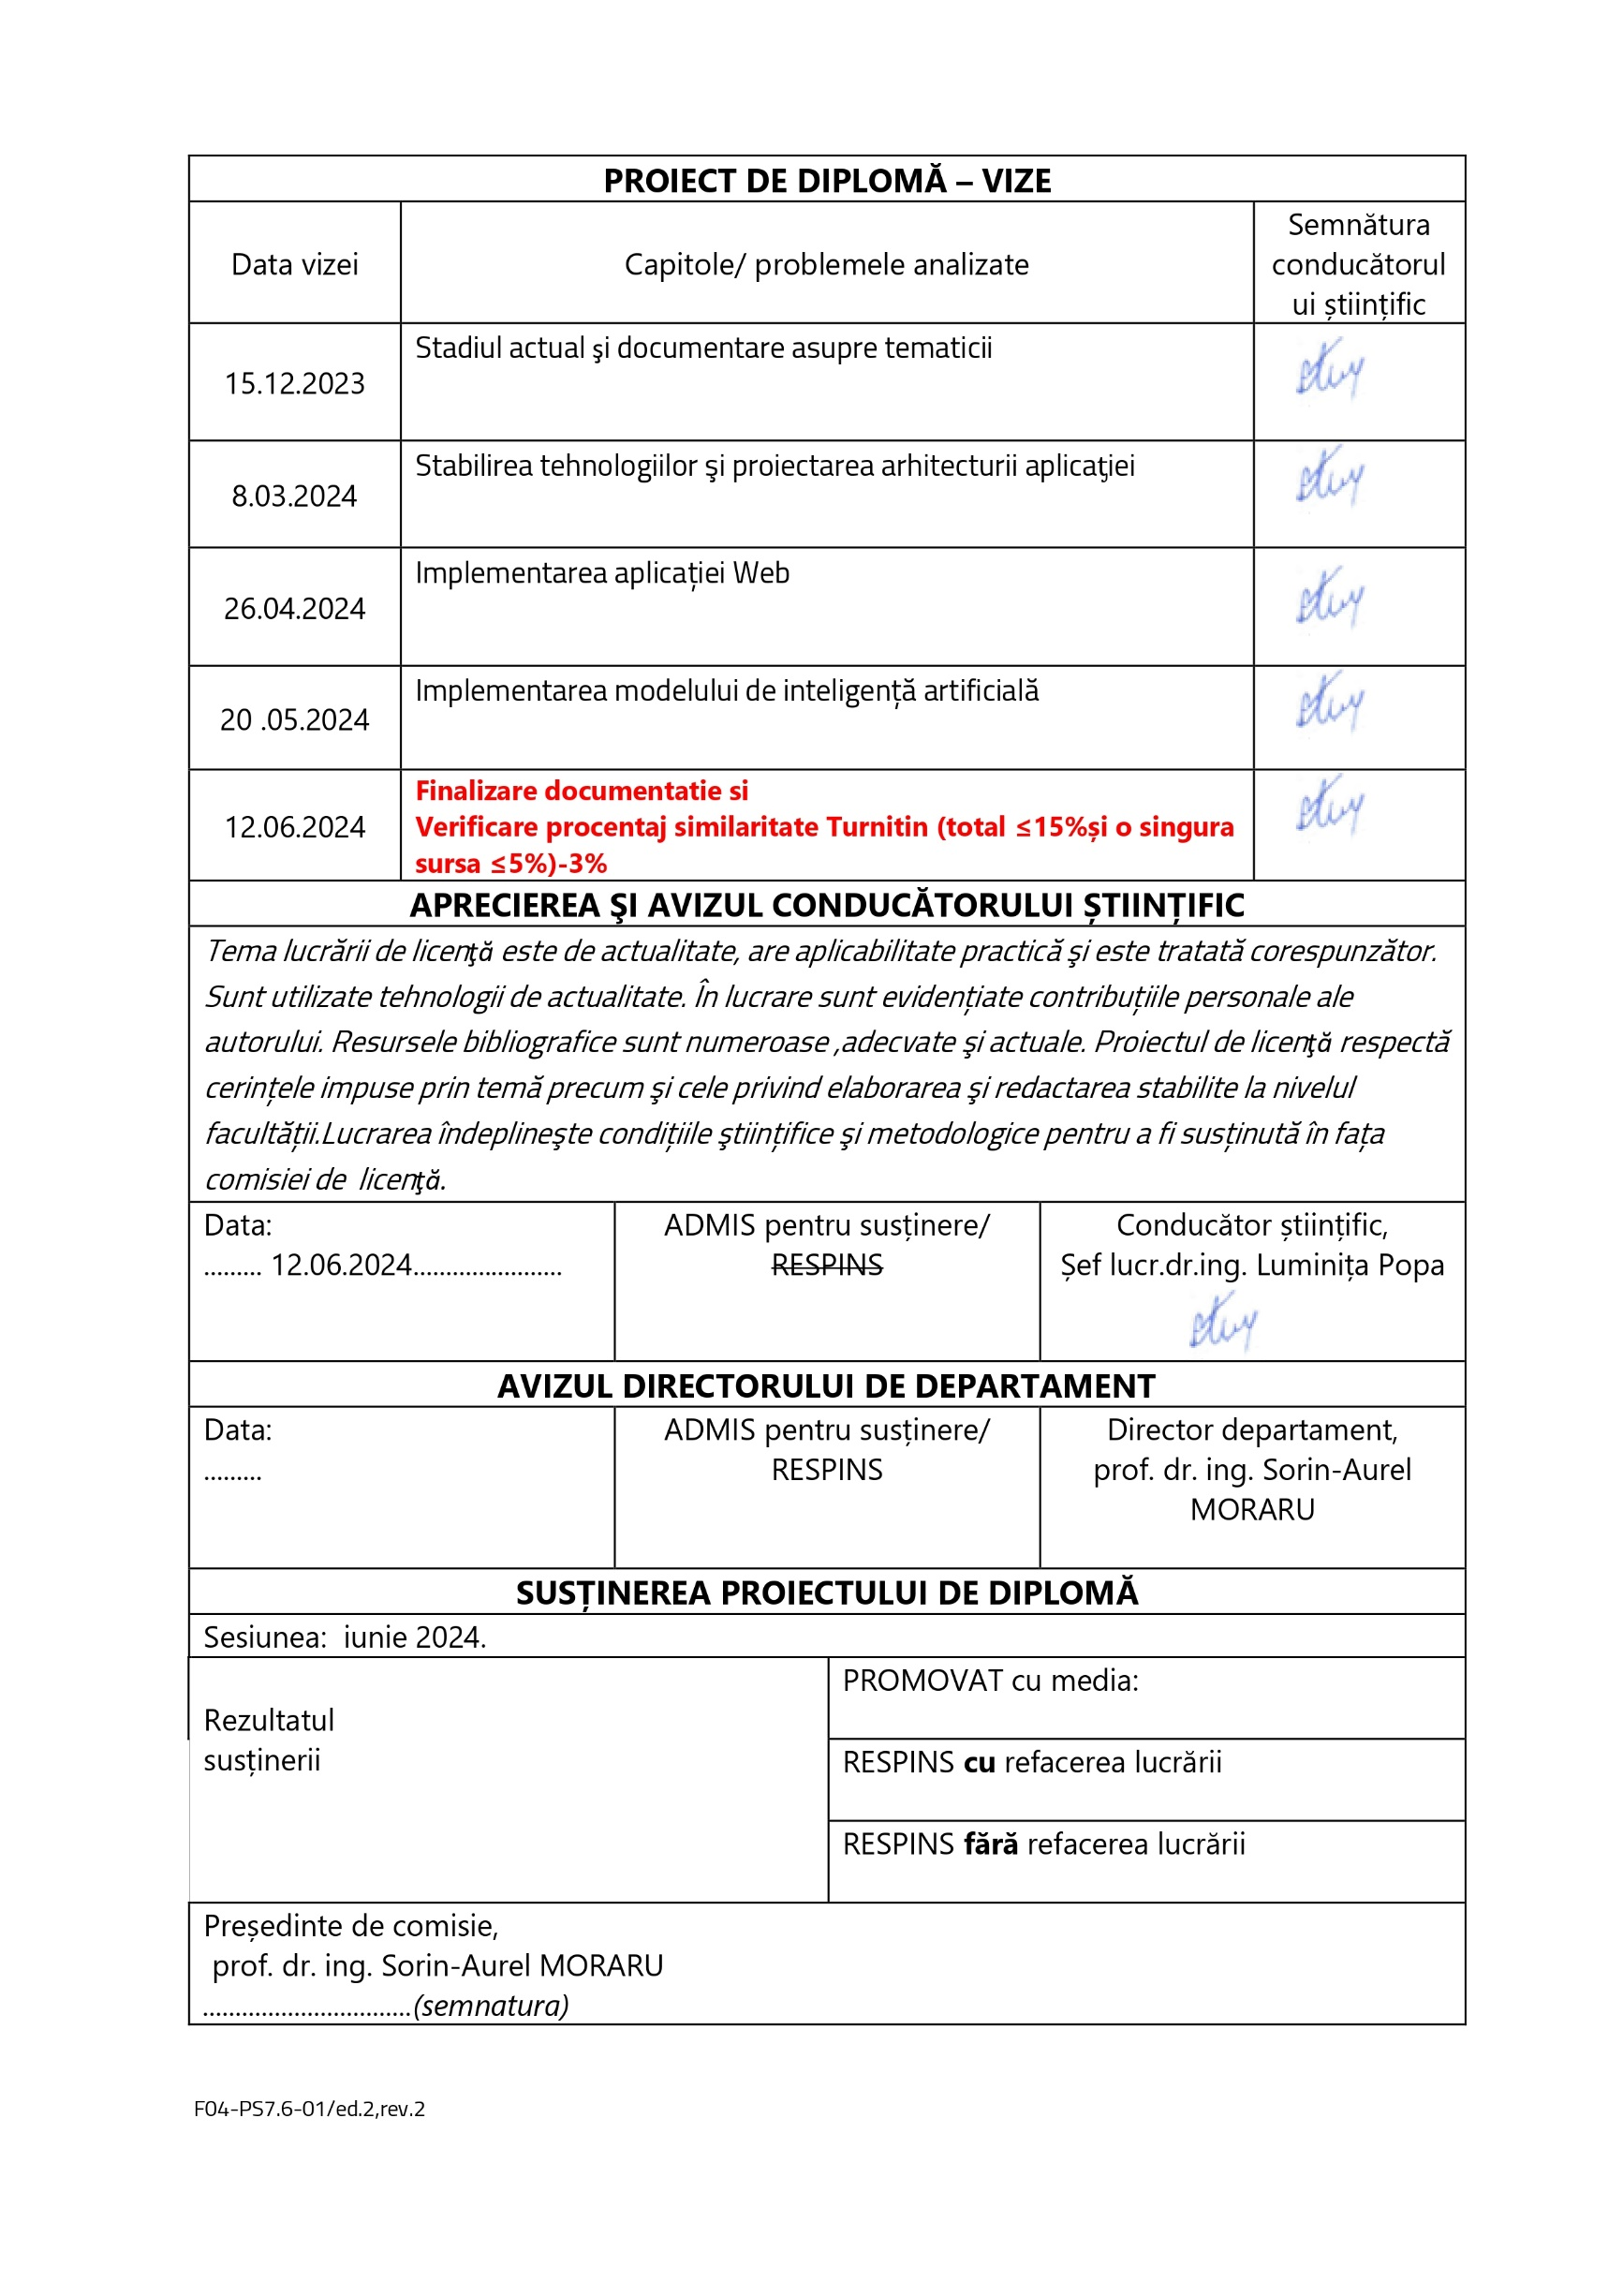 PROIECT DE DIPLOMĂ – VIZE
Data vizei
Capitole/ problemele analizate
Semnătura
conducătorul
ui științific
15.12.2023
Stadiul actual şi documentare asupre tematicii
8.03.2024
Stabilirea tehnologiilor şi proiectarea arhitecturii aplicaţiei
26.04.2024
Implementarea aplicației Web
20 .05.2024
Implementarea modelului de inteligență artificială
12.06.2024
Finalizare documentatie si
Verificare procentaj similaritate Turnitin (total ≤15%și o singura
sursa ≤5%)-3%
APRECIEREA ŞI AVIZUL CONDUCĂTORULUI ȘTIINȚIFIC
Tema lucrării de licenţă este de actualitate, are aplicabilitate practică şi este tratată corespunzător.
Sunt utilizate tehnologii de actualitate. În lucrare sunt evidențiate contribuțiile personale ale
autorului. Resursele bibliografice sunt numeroase ,adecvate şi actuale. Proiectul de licenţă respectă
cerințele impuse prin temă precum şi cele privind elaborarea şi redactarea stabilite la nivelul
facultății.Lucrarea îndeplineşte condițiile ştiințifice şi metodologice pentru a fi susținută în fața
comisiei de  licenţă.
Data:
......... 12.06.2024.......................
ADMIS pentru susținere/
RESPINS
Conducător științific,
Șef lucr.dr.ing. Luminița Popa
AVIZUL DIRECTORULUI DE DEPARTAMENT
Data:
.........
ADMIS pentru susținere/
RESPINS
Director departament,
prof. dr. ing. Sorin-Aurel
MORARU
SUSȚINEREA PROIECTULUI DE DIPLOMĂ
Sesiunea:  iunie 2024.
Rezultatul
susținerii
PROMOVAT cu media:
RESPINS cu refacerea lucrării
RESPINS fără refacerea lucrării
Președinte de comisie,
prof. dr. ing. Sorin-Aurel MORARU
................................(semnatura)
F04-PS7.6-01/ed.2,rev.2